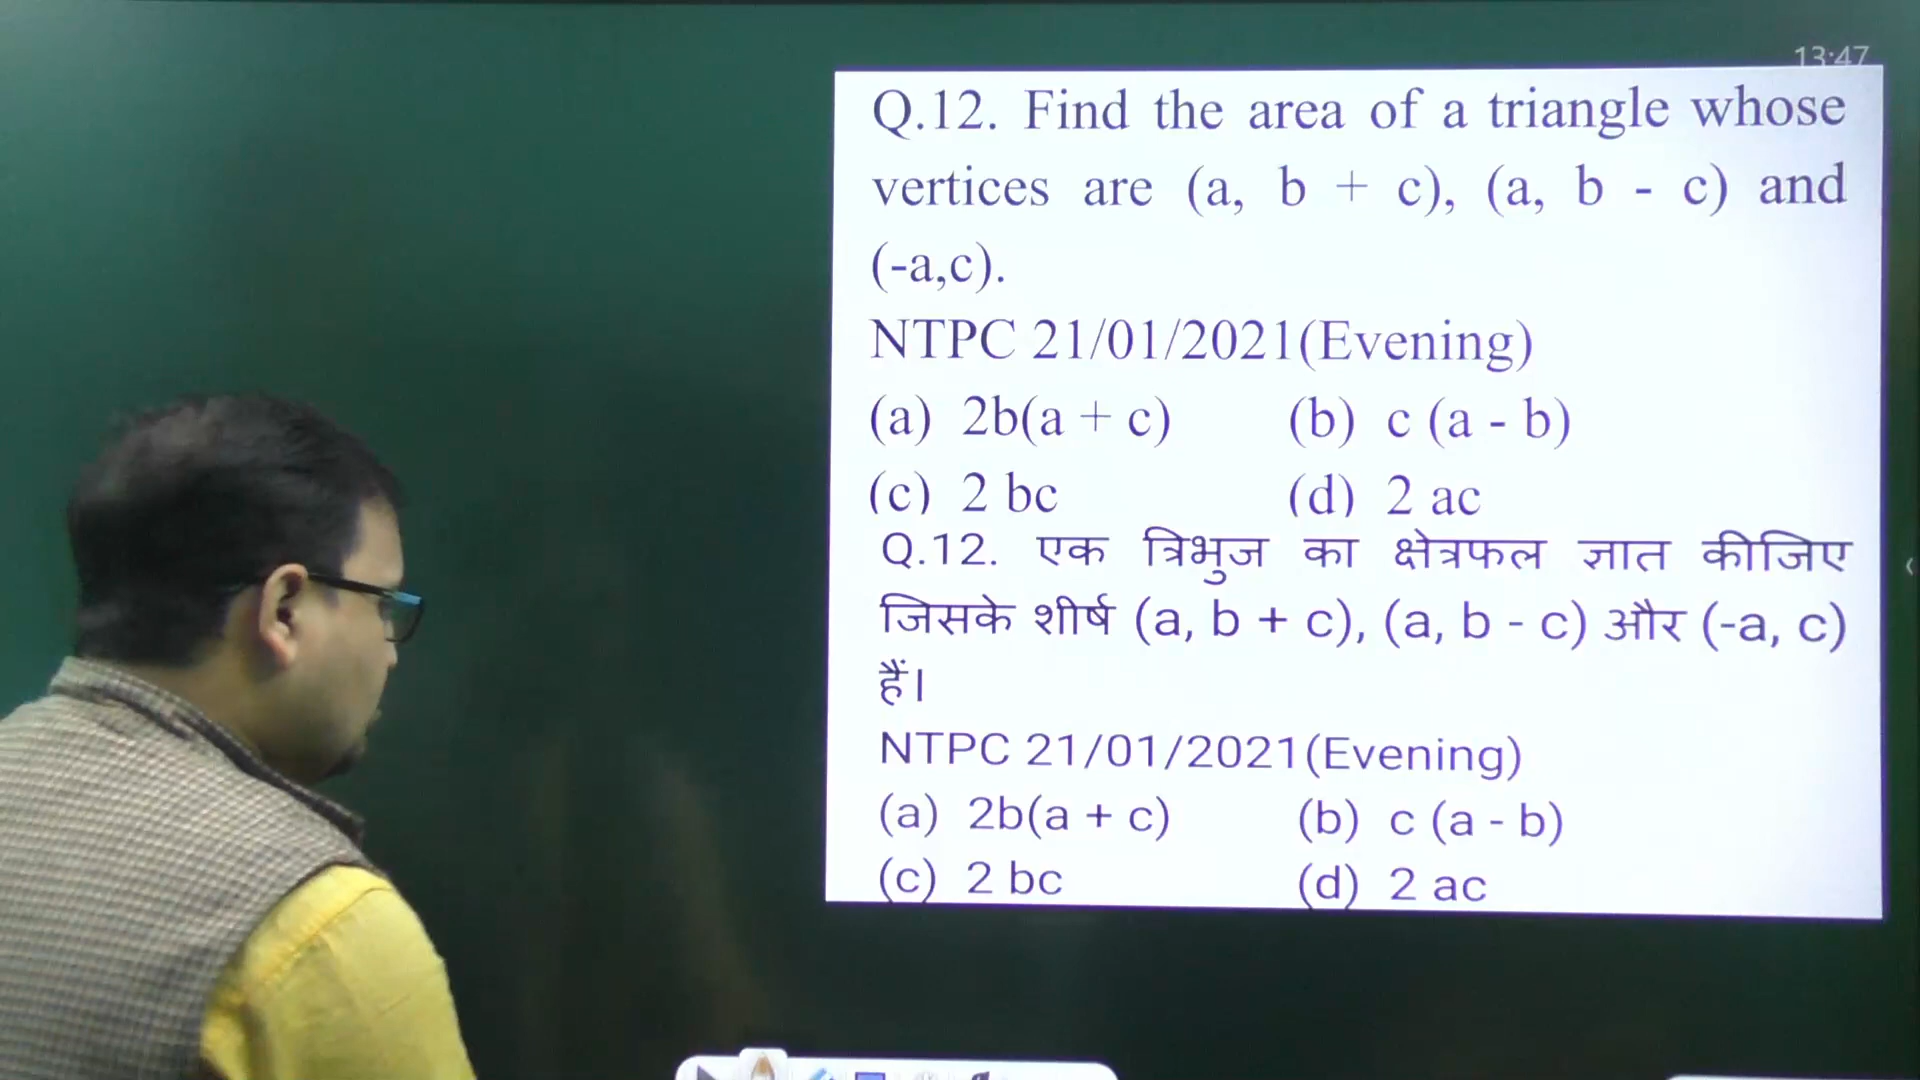 13:47
Q.12. Find the area of a triangle whose
vertices are (a, b + c), (a, b - c) and
(-a,c).
NTPC 21/01/2021(Evening)
(a) 2b(a + c) (b) c (a - b)
(c) 2 bc (d) 2 ac
Q.12. एक त्रिभुज का क्षेत्रफल ज्ञात कीजिए
जिसके शीर्ष (a, b + c), (a, b - c) और (-a, c)
हैं।
NTPC 21/01/2021(Evening)
(a) 2b(a + c) (b) c (a - b)
(c) 2 bc (d) 2 ac